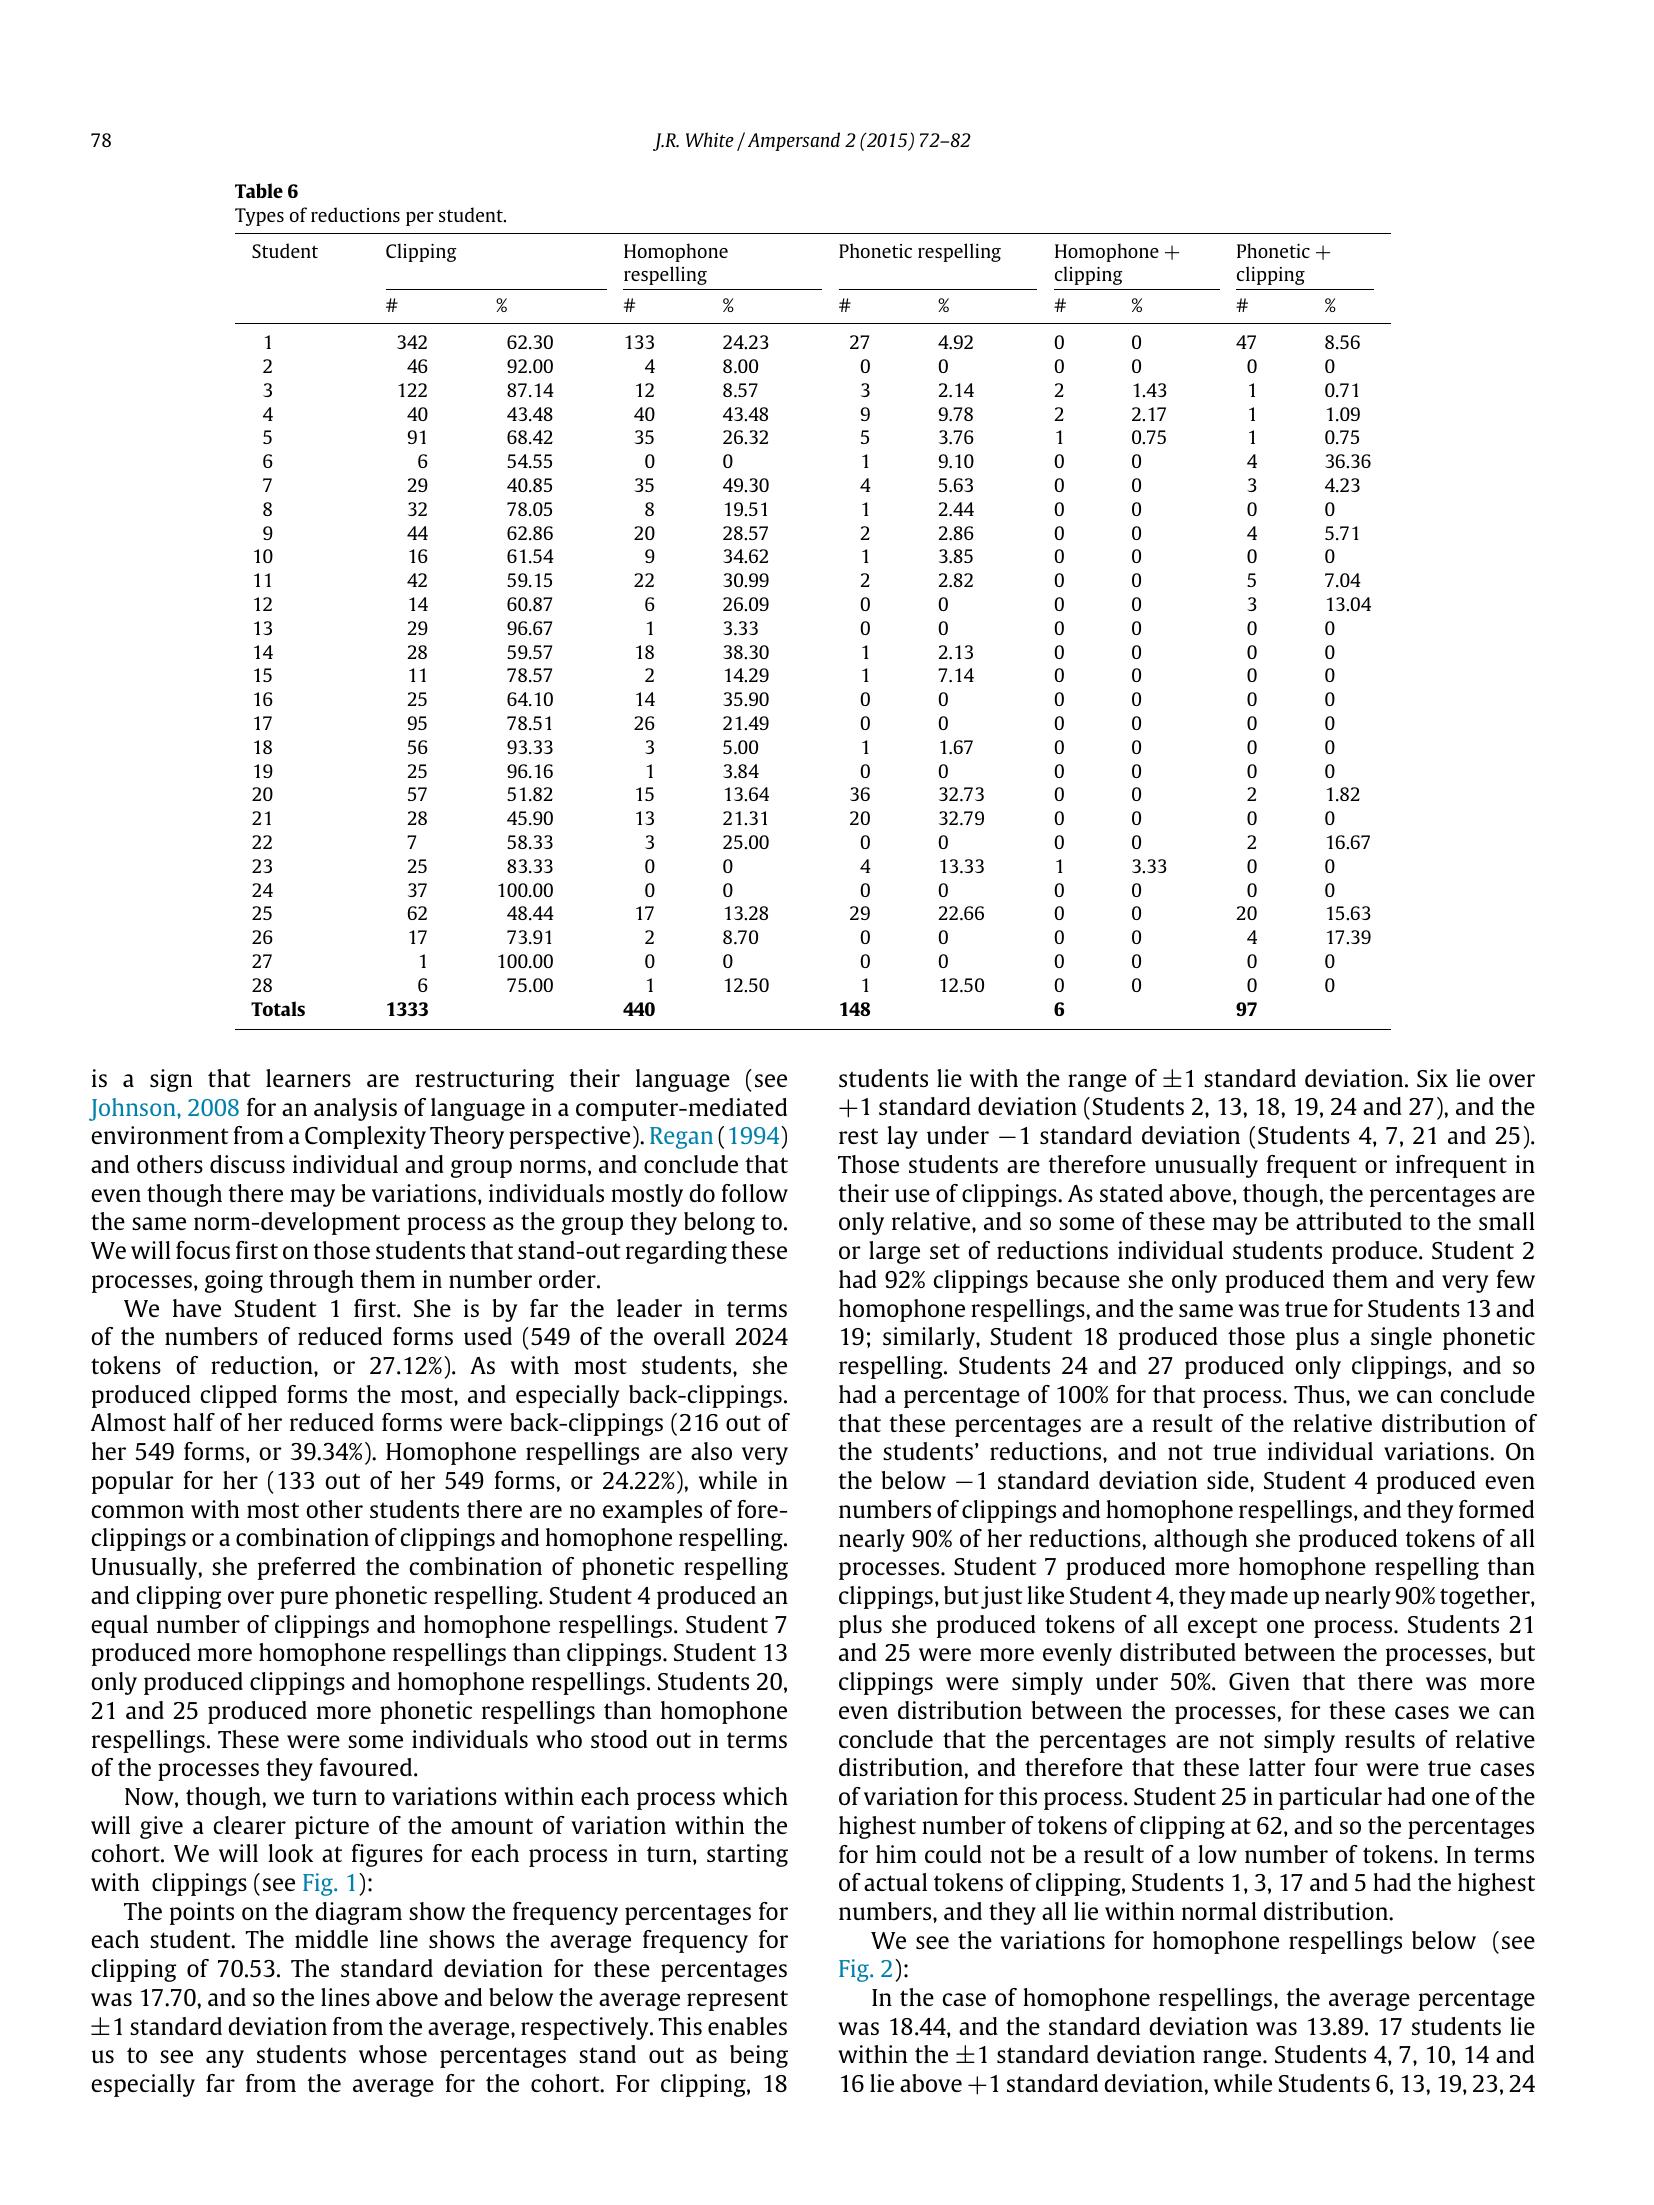 78
J.R. White / Ampersand 2 (2015) 72–82
Table 6
Types of reductions per student.
Student Clipping Homophone respelling Phonetic respelling Homophone + clipping Phonetic + clipping
# % # % # % # % # %
1 342 62.30 133 24.23 27 4.92 0 0 47 8.56
2 46 92.00 4 8.00 0 0 0 0 0 0
3 122 87.14 12 8.57 3 2.14 2 1.43 1 0.71
4 40 43.48 40 43.48 9 9.78 2 2.17 1 1.09
5 91 68.42 35 26.32 5 3.76 1 0.75 1 0.75
6 6 54.55 0 0 1 9.10 0 0 4 36.36
7 29 40.85 35 49.30 4 5.63 0 0 3 4.23
8 32 78.05 8 19.51 1 2.44 0 0 0 0
9 44 62.86 20 28.57 2 2.86 0 0 4 5.71
10 16 61.54 9 34.62 1 3.85 0 0 0 0
11 42 59.15 22 30.99 2 2.82 0 0 5 7.04
12 14 60.87 6 26.09 0 0 0 0 3 13.04
13 29 96.67 1 3.33 0 0 0 0 0 0
14 28 59.57 18 38.30 1 2.13 0 0 0 0
15 11 78.57 2 14.29 1 7.14 0 0 0 0
16 25 64.10 14 35.90 0 0 0 0 0 0
17 95 78.51 26 21.49 0 0 0 0 0 0
18 56 93.33 3 5.00 1 1.67 0 0 0 0
19 25 96.16 1 3.84 0 0 0 0 0 0
20 57 51.82 15 13.64 36 32.73 0 0 2 1.82
21 28 45.90 13 21.31 20 32.79 0 0 0 0
22 7 58.33 3 25.00 0 0 0 0 2 16.67
23 25 83.33 0 0 4 13.33 1 3.33 0 0
24 37 100.00 0 0 0 0 0 0 0 0
25 62 48.44 17 13.28 29 22.66 0 0 20 15.63
26 17 73.91 2 8.70 0 0 0 0 4 17.39
27 1 100.00 0 0 0 0 0 0 0 0
28 6 75.00 1 12.50 1 12.50 0 0 0 0
Totals 1333 440 148 6 97
is a sign that learners are restructuring their language (see
Johnson, 2008 for an analysis of language in a computer-mediated
environment from a Complexity Theory perspective). Regan (1994)
and others discuss individual and group norms, and conclude that
even though there may be variations, individuals mostly do follow
the same norm-development process as the group they belong to.
We will focus first on those students that stand-out regarding these
processes, going through them in number order.
We have Student 1 first. She is by far the leader in terms
of the numbers of reduced forms used (549 of the overall 2024
tokens of reduction, or 27.12%). As with most students, she
produced clipped forms the most, and especially back-clippings.
Almost half of her reduced forms were back-clippings (216 out of
her 549 forms, or 39.34%). Homophone respellings are also very
popular for her (133 out of her 549 forms, or 24.22%), while in
common with most other students there are no examples of fore-
clippings or a combination of clippings and homophone respelling.
Unusually, she preferred the combination of phonetic respelling
and clipping over pure phonetic respelling. Student 4 produced an
equal number of clippings and homophone respellings. Student 7
produced more homophone respellings than clippings. Student 13
only produced clippings and homophone respellings. Students 20,
21 and 25 produced more phonetic respellings than homophone
respellings. These were some individuals who stood out in terms
of the processes they favoured.
Now, though, we turn to variations within each process which
will give a clearer picture of the amount of variation within the
cohort. We will look at figures for each process in turn, starting
with clippings (see Fig. 1):
The points on the diagram show the frequency percentages for
each student. The middle line shows the average frequency for
clipping of 70.53. The standard deviation for these percentages
was 17.70, and so the lines above and below the average represent
±1 standard deviation from the average, respectively. This enables
us to see any students whose percentages stand out as being
especially far from the average for the cohort. For clipping, 18
students lie with the range of ±1 standard deviation. Six lie over
+1 standard deviation (Students 2, 13, 18, 19, 24 and 27), and the
rest lay under −1 standard deviation (Students 4, 7, 21 and 25).
Those students are therefore unusually frequent or infrequent in
their use of clippings. As stated above, though, the percentages are
only relative, and so some of these may be attributed to the small
or large set of reductions individual students produce. Student 2
had 92% clippings because she only produced them and very few
homophone respellings, and the same was true for Students 13 and
19; similarly, Student 18 produced those plus a single phonetic
respelling. Students 24 and 27 produced only clippings, and so
had a percentage of 100% for that process. Thus, we can conclude
that these percentages are a result of the relative distribution of
the students' reductions, and not true individual variations. On
the below −1 standard deviation side, Student 4 produced even
numbers of clippings and homophone respellings, and they formed
nearly 90% of her reductions, although she produced tokens of all
processes. Student 7 produced more homophone respelling than
clippings, but just like Student 4, they made up nearly 90% together,
plus she produced tokens of all except one process. Students 21
and 25 were more evenly distributed between the processes, but
clippings were simply under 50%. Given that there was more
even distribution between the processes, for these cases we can
conclude that the percentages are not simply results of relative
distribution, and therefore that these latter four were true cases
of variation for this process. Student 25 in particular had one of the
highest number of tokens of clipping at 62, and so the percentages
for him could not be a result of a low number of tokens. In terms
of actual tokens of clipping, Students 1, 3, 17 and 5 had the highest
numbers, and they all lie within normal distribution.
We see the variations for homophone respellings below (see
Fig. 2):
In the case of homophone respellings, the average percentage
was 18.44, and the standard deviation was 13.89. 17 students lie
within the ±1 standard deviation range. Students 4, 7, 10, 14 and
16 lie above +1 standard deviation, while Students 6, 13, 19, 23, 24